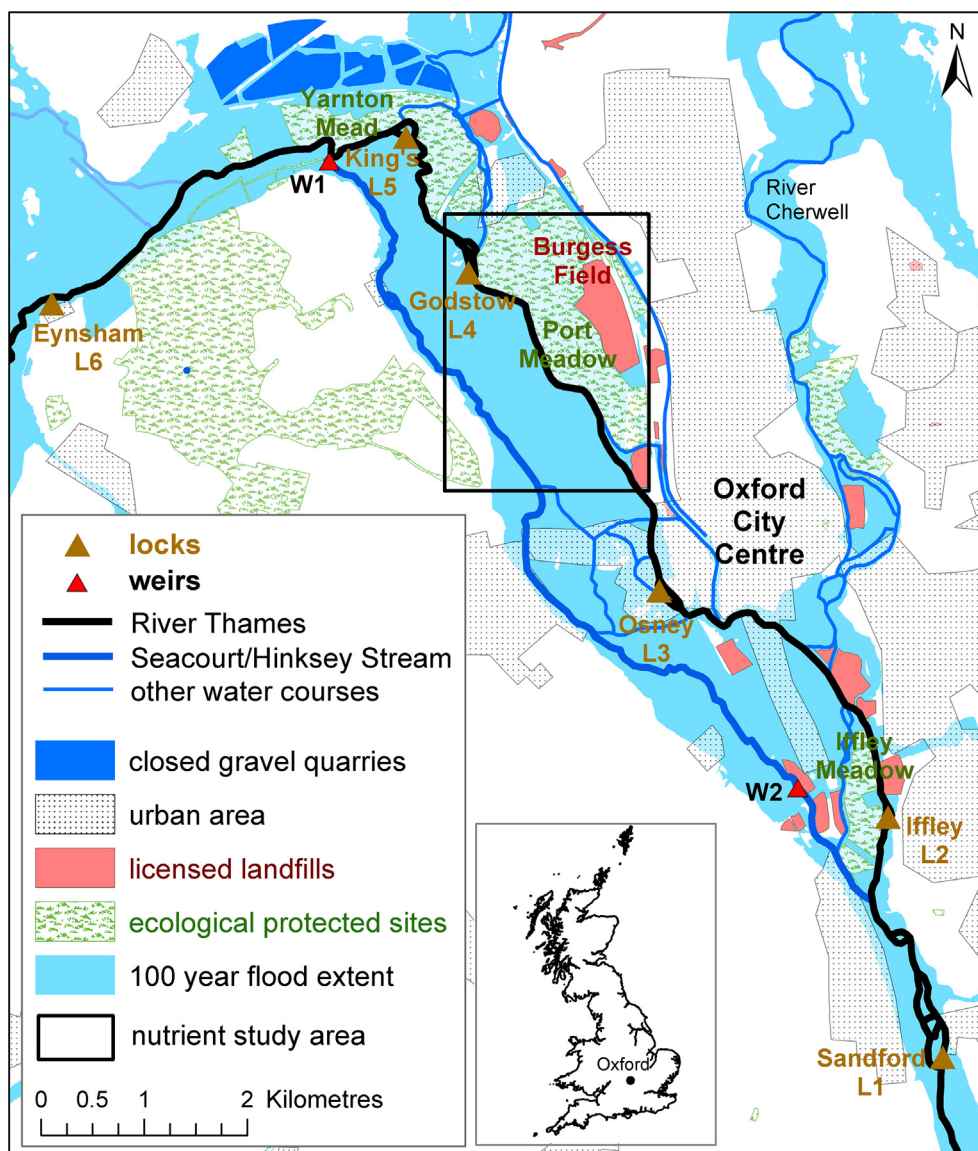 N
Yarnton
Mead
King's
L5
W1
River
Cherwell
Burgess
Field
Godstow
L4
Port
Meadow
Eynsham
L6
Oxford
City
Centre
Osney
L3
Iffley
Meadow
W2
Iffley
L2
Sandford
L1
locks
weirs
River Thames
Seacourt/Hinksey Stream
other water courses
closed gravel quarries
urban area
licensed landfills
ecological protected sites
100 year flood extent
nutrient study area
0 0.5 1 2 Kilometres
Oxford